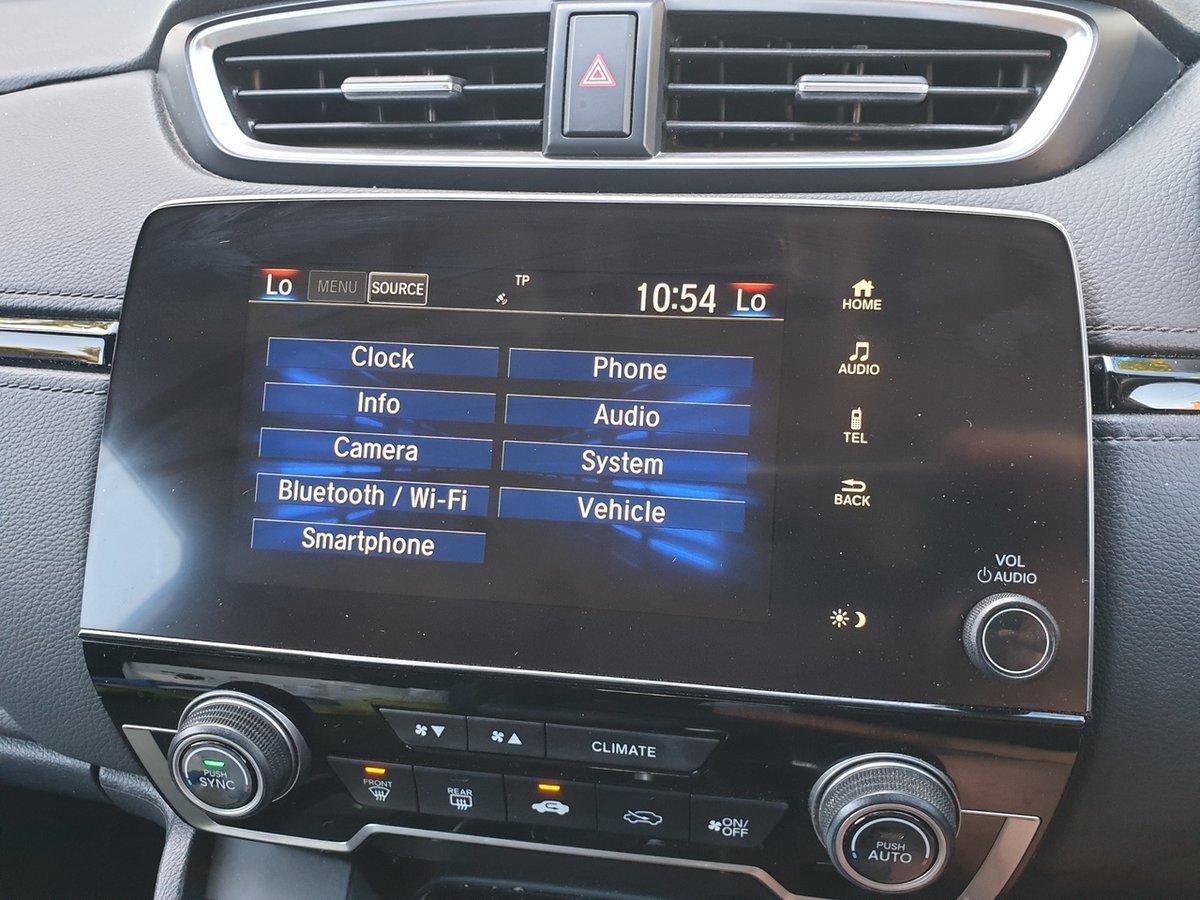 Lo MENU SOURCE TP 10:54 Lo
HOME
AUDIO
TEL
BACK
Clock
Phone
Info
Audio
Camera
System
Bluetooth / Wi-Fi
Vehicle
Smartphone
VOL
AUDIO
CLIMATE
PUSH
SYNC
FRONT
REAR
ON/
OFF
PUSH
AUTO